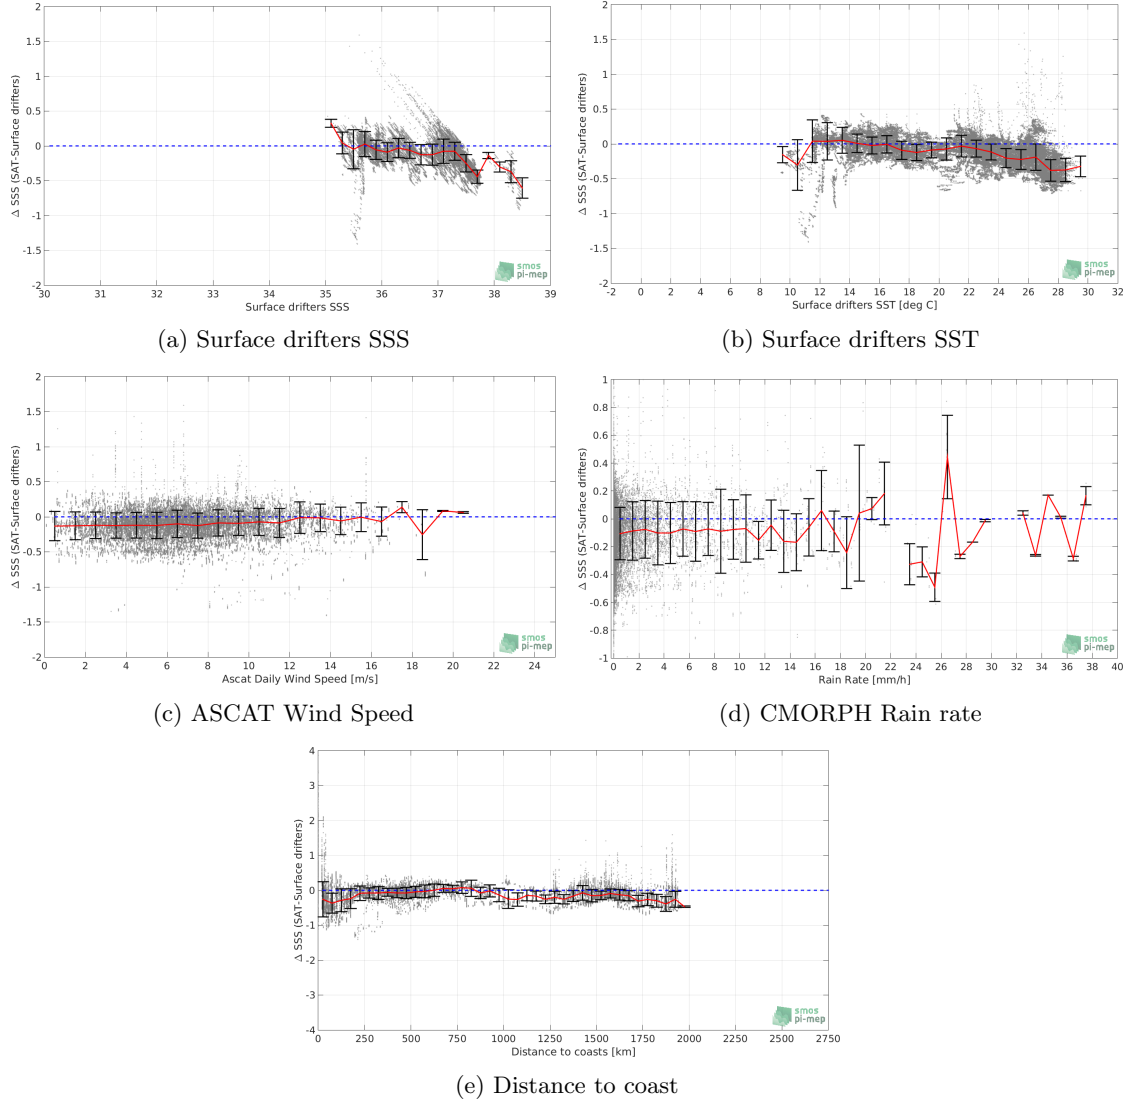 2
1.5
1
0.5
0
-0.5
-1
-1.5
-2
Δ SSS (SAT-Surface drifters)
30 31 32 33 34 35 36 37 38 39
Surface drifters SSS
smos
pi-mep
(a) Surface drifters SSS
2
1.5
1
0.5
0
-0.5
-1
-1.5
-2
Δ SSS (SAT-Surface drifters)
-2 0 2 4 6 8 10 12 14 16 18 20 22 24 26 28 30 32
Surface drifters SST [deg C]
smos
pi-mep
(b) Surface drifters SST
2
1.5
1
0.5
0
-0.5
-1
-1.5
-2
Δ SSS (SAT-Surface drifters)
0 2 4 6 8 10 12 14 16 18 20 22 24
Ascat Daily Wind Speed [m/s]
smos
pi-mep
(c) ASCAT Wind Speed
1
0.8
0.6
0.4
0.2
0
-0.2
-0.4
-0.6
-0.8
-1
Δ SSS (SAT-Surface drifters)
0 2 4 6 8 10 12 14 16 18 20 22 24 26 28 30 32 34 36 38 40
Rain Rate [mm/h]
smos
pi-mep
(d) CMORPH Rain rate
4
3
2
1
0
-1
-2
-3
-4
Δ SSS (SAT-Surface drifters)
0 250 500 750 1000 1250 1500 1750 2000 2250 2500 2750
Distance to coasts [km]
smos
pi-mep
(e) Distance to coast